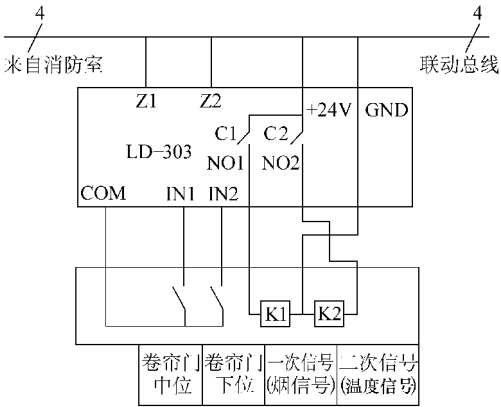 4
4
来自消防室
联动总线
Z1
Z2
+24V
GND
C1
C2
LD-303
NO1
NO2
COM
IN1
IN2
K1
K2
卷帘门
中位
卷帘门
下位
一次信号
(烟信号)
二次信号
(温度信号)